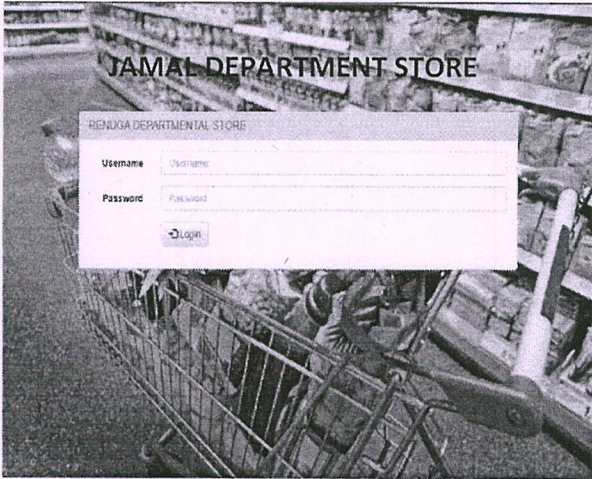 JAMAL DEPARTMENT STORE
RENUGA DEPARTMENTAL STORE
Username Username
Password Password
Login